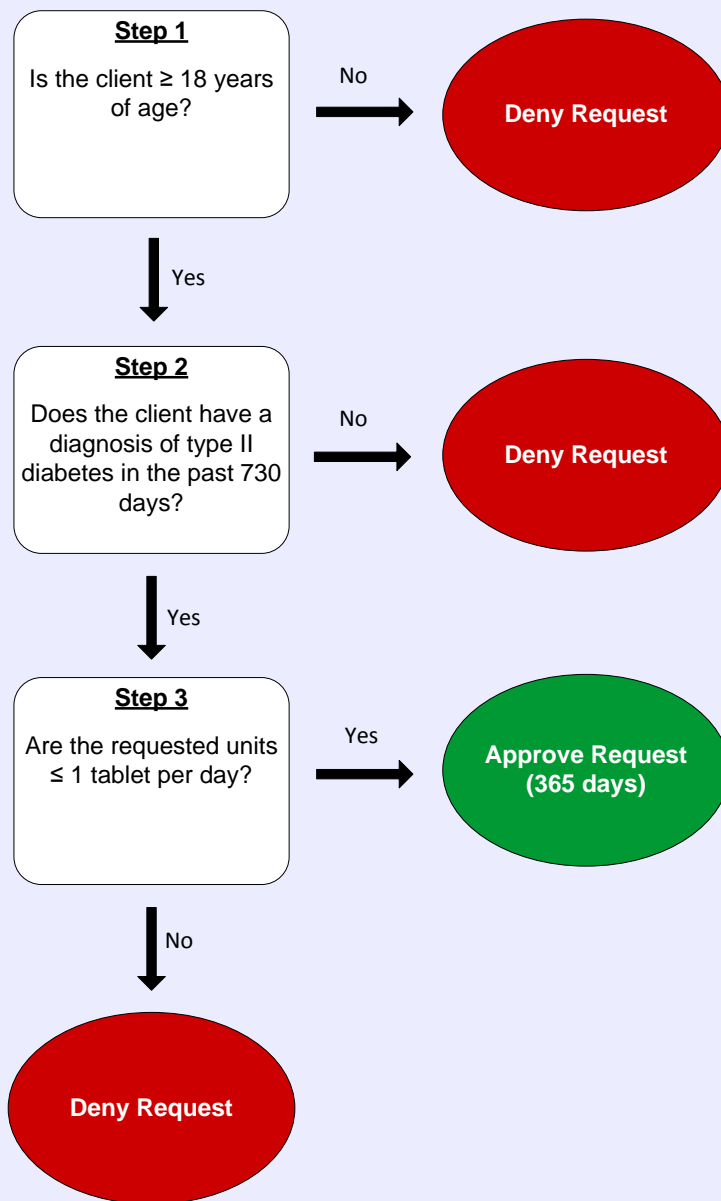 Step 1
Is the client ≥ 18 years
of age?
No
Deny Request
Yes
Step 2
Does the client have a
diagnosis of type II
diabetes in the past 730
days?
No
Deny Request
Yes
Step 3
Are the requested units
≤ 1 tablet per day?
Yes
Approve Request
(365 days)
No
Deny Request